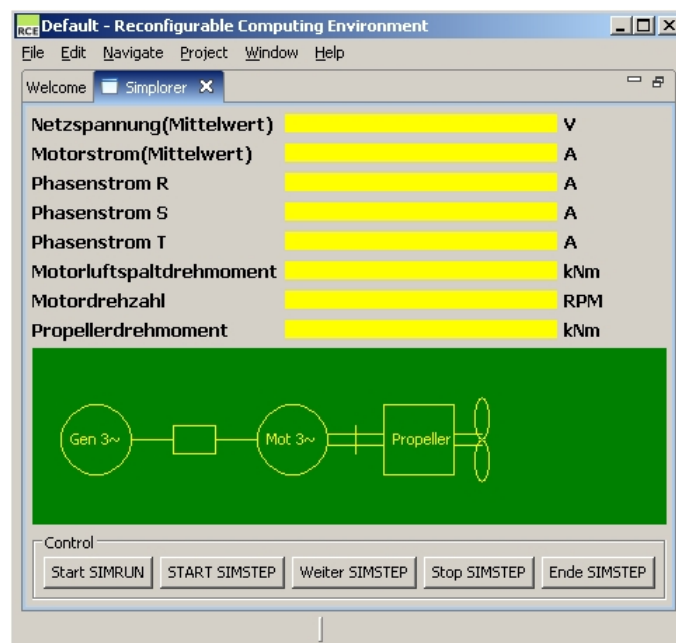 RCE Default - Reconfigurable Computing Environment
File Edit Navigate Project Window Help
Welcome Simplorer
Netzspannung(Mittelwert) V
Motorstrom(Mittelwert) A
Phasenstrom R A
Phasenstrom S A
Phasenstrom T A
Motorluftspaltdrehmoment kNm
Motordrehzahl RPM
Propellerdrehmoment kNm
Gen 3~ Mot 3~ Propeller
Control
Start SIMRUN START SIMSTEP Weiter SIMSTEP Stop SIMSTEP Ende SIMSTEP